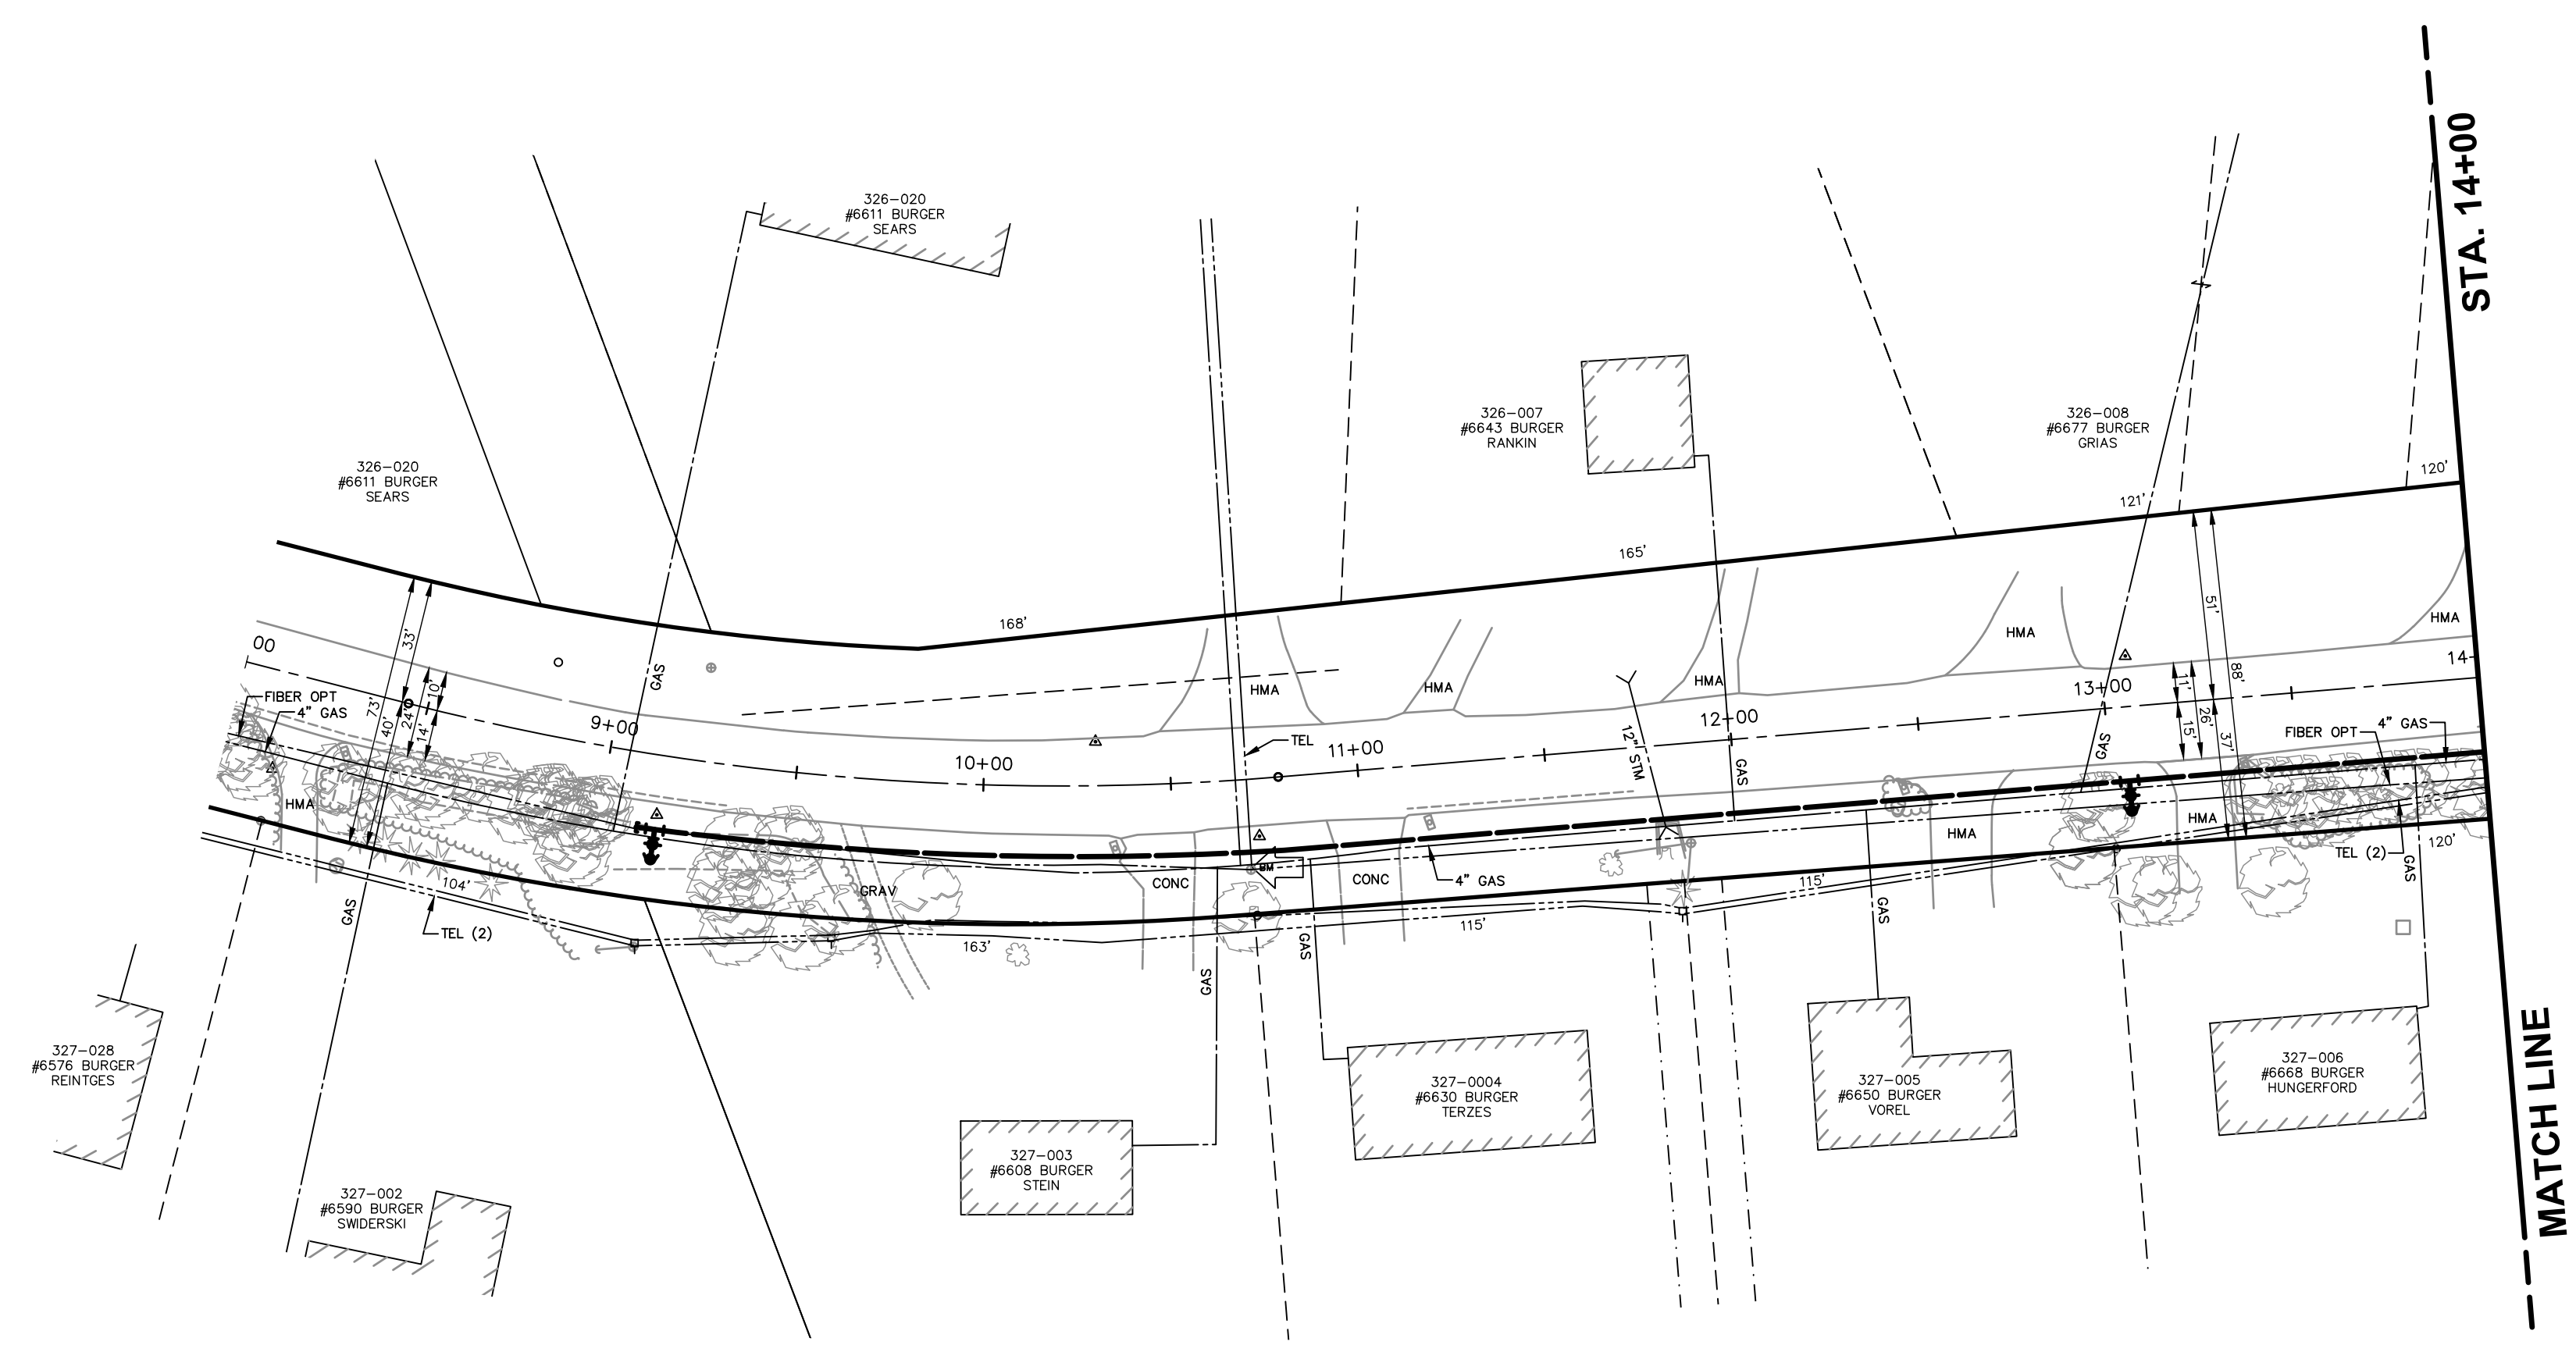 STA. 14+00
MATCH LINE
326-020
#6611 BURGER
SEARS
326-020
#6611 BURGER
SEARS
326-007
#6643 BURGER
RANKIN
326-008
#6677 BURGER
GRIAS
120'
121'
165'
168'
00
FIBER OPT
4" GAS
73'
33'
40'
24'
10'
14'
HMA
9+00
GAS
10+00
HMA
TEL
11+00
HMA
12" STM
HMA
12+00
GAS
HMA
13+00
GAS
51'
88'
11'
15'
26'
37'
HMA
14-
FIBER OPT
4" GAS
HMA
HMA
TEL (2)
GAS
120'
104'
GAS
TEL (2)
GRAV
163'
CONC
BM
CONC
4" GAS
GAS
GAS
115'
115'
GAS
327-028
#6576 BURGER
REINTGES
327-002
#6590 BURGER
SWIDERSKI
327-003
#6608 BURGER
STEIN
327-0004
#6630 BURGER
TERZES
327-005
#6650 BURGER
VOREL
327-006
#6668 BURGER
HUNGERFORD